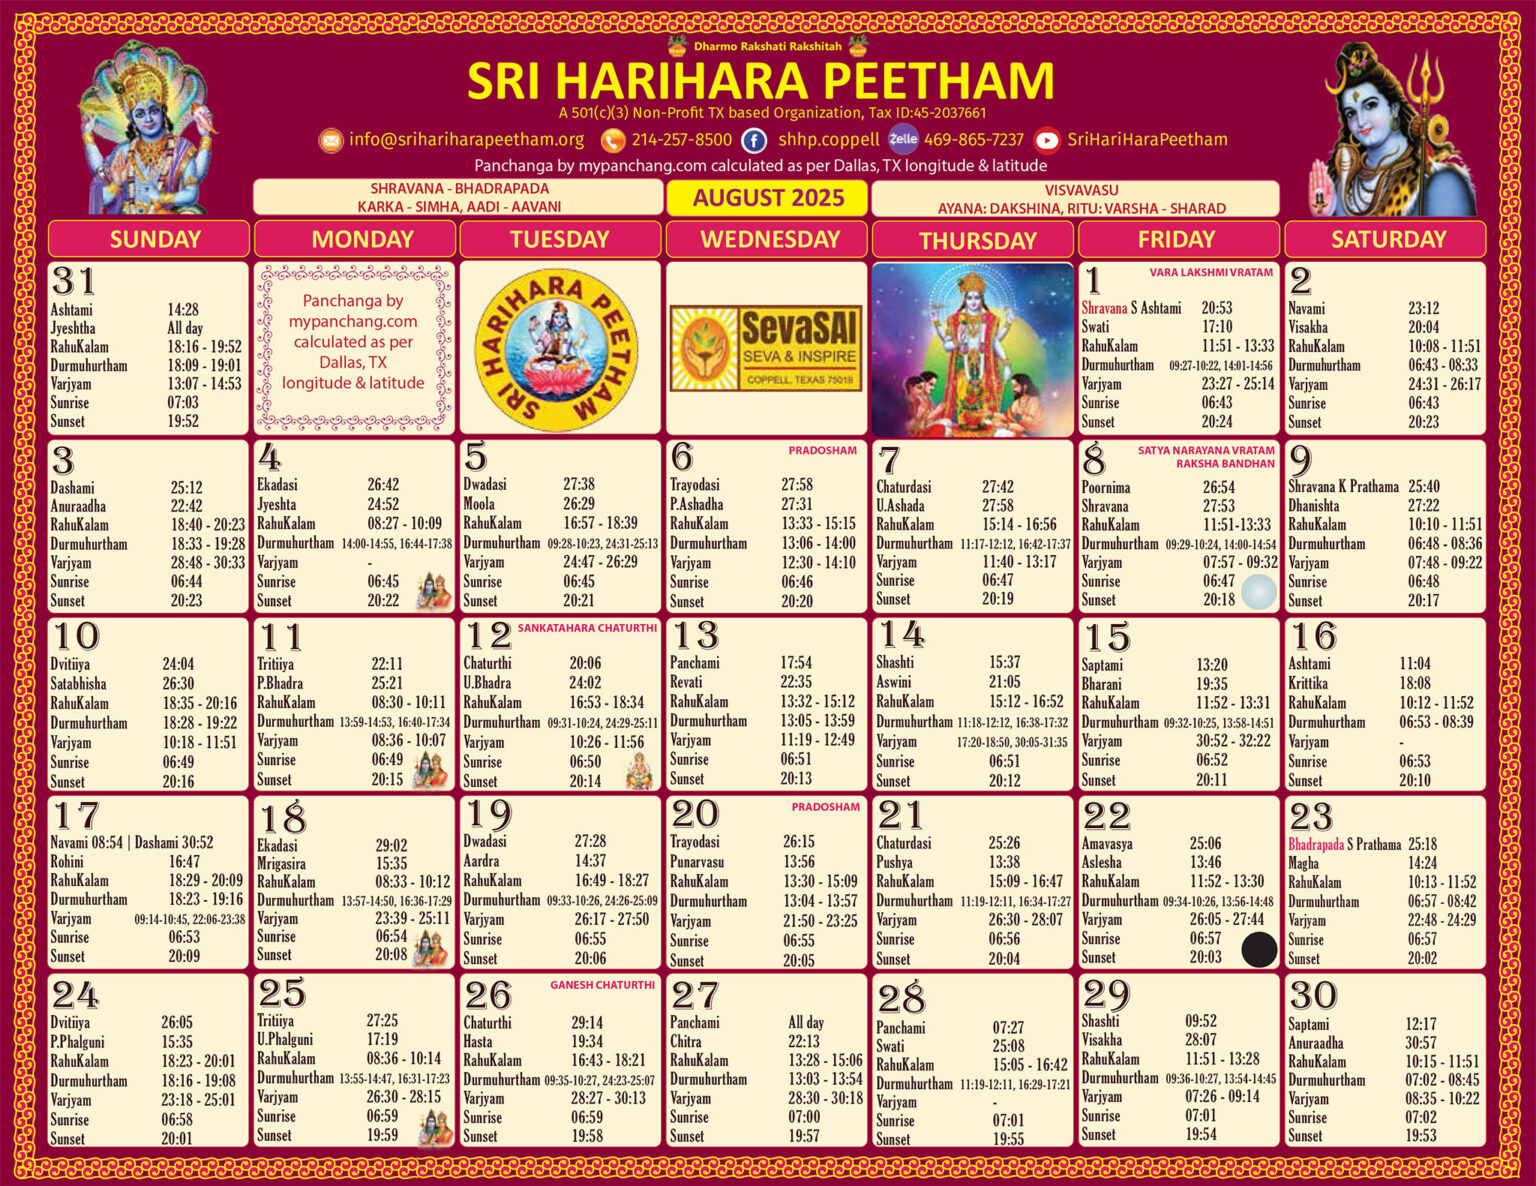 Dharmo Rakshati Rakshitah
SRI HARIHARA PEETHAM
A 501(c)(3) Non-Profit TX based Organization, Tax ID:45-2037661
info@srihariharapeetham.org 214-257-8500 shhp.coppell Zelle 469-865-7237 SriHariHaraPeetham
Panchanga by mypanchang.com calculated as per Dallas, TX longitude & latitude
SHRAVANA - BHADRAPADA
KARKA - SIMHA, AADI - AAVANI
AUGUST 2025
VISVAVASU
AYANA: DAKSHINA, RITU: VARSHA - SHARAD
SUNDAY MONDAY TUESDAY WEDNESDAY THURSDAY FRIDAY SATURDAY
31
Ashtami 14:28
Jyeshtha All day
RahuKalam 18:16 - 19:52
Durmuhurtham 18:09 - 19:01
Varjyam 13:07 - 14:53
Sunrise 07:03
Sunset 19:52
Panchanga by
mypanchang.com
calculated as per
Dallas, TX
longitude & latitude
SRI HARIHARA PEETHAM
SevaSAI
SEVA & INSPIRE
COPPELL, TEXAS 75019
1
VARA LAKSHMI VRATAM
Shravana S Ashtami 20:53
Swati 17:10
RahuKalam 11:51 - 13:33
Durmuhurtham 09:27-10:22, 14:01-14:56
Varjyam 23:27 - 25:14
Sunrise 06:43
Sunset 20:24
2
Navami 23:12
Visakha 20:04
RahuKalam 10:08 - 11:51
Durmuhurtham 06:43 - 08:33
Varjyam 24:31 - 26:17
Sunrise 06:43
Sunset 20:23
3
Dashami 25:12
Anuraadha 22:42
RahuKalam 18:40 - 20:23
Durmuhurtham 18:33 - 19:28
Varjyam 28:48 - 30:33
Sunrise 06:44
Sunset 20:23
4
Ekadasi 26:42
Jyeshta 24:52
RahuKalam 08:27 - 10:09
Durmuhurtham 14:00-14:55, 16:44-17:38
Varjyam -
Sunrise 06:45
Sunset 20:22
5
Dwadasi 27:38
Moola 26:29
RahuKalam 16:57 - 18:39
Durmuhurtham 09:28-10:23, 24:31-25:13
Varjyam 24:47 - 26:29
Sunrise 06:45
Sunset 20:21
6
PRADOSHAM
Trayodasi 27:58
P.Ashadha 27:31
RahuKalam 13:33 - 15:15
Durmuhurtham 13:06 - 14:00
Varjyam 12:30 - 14:10
Sunrise 06:46
Sunset 20:20
7
Chaturdasi 27:42
U.Ashada 27:58
RahuKalam 15:14 - 16:56
Durmuhurtham 11:17-12:12, 16:42-17:37
Varjyam 11:40 - 13:17
Sunrise 06:47
Sunset 20:19
8
SATYA NARAYANA VRATAM
RAKSHA BANDHAN
Poornima 26:54
Shravana 27:53
RahuKalam 11:51-13:33
Durmuhurtham 09:29-10:24, 14:00-14:54
Varjyam 07:57 - 09:32
Sunrise 06:47
Sunset 20:18
9
Shravana K Prathama 25:40
Dhanishta 27:22
RahuKalam 10:10 - 11:51
Durmuhurtham 06:48 - 08:36
Varjyam 07:48 - 09:22
Sunrise 06:48
Sunset 20:17
10
Dvitiiya 24:04
Satabhisha 26:30
RahuKalam 18:35 - 20:16
Durmuhurtham 18:28 - 19:22
Varjyam 10:18 - 11:51
Sunrise 06:49
Sunset 20:16
11
Tritiiya 22:11
P.Bhadra 25:21
RahuKalam 08:30 - 10:11
Durmuhurtham 13:59-14:53, 16:40-17:34
Varjyam 08:36 - 10:07
Sunrise 06:49
Sunset 20:15
12
SANKATAHARA CHATURTHI
Chaturthi 20:06
U.Bhadra 24:02
RahuKalam 16:53 - 18:34
Durmuhurtham 09:31-10:24, 24:29-25:11
Varjyam 10:26 - 11:56
Sunrise 06:50
Sunset 20:14
13
Panchami 17:54
Revati 22:35
RahuKalam 13:32 - 15:12
Durmuhurtham 13:05 - 13:59
Varjyam 11:19 - 12:49
Sunrise 06:51
Sunset 20:13
14
Shashti 15:37
Aswini 21:05
RahuKalam 15:12 - 16:52
Durmuhurtham 11:18-12:12, 16:38-17:32
Varjyam 17:20-18:50, 30:05-31:35
Sunrise 06:51
Sunset 20:12
15
Saptami 13:20
Bharani 19:35
RahuKalam 11:52 - 13:31
Durmuhurtham 09:32-10:25, 13:58-14:51
Varjyam 30:52 - 32:22
Sunrise 06:52
Sunset 20:11
16
Ashtami 11:04
Krittika 18:08
RahuKalam 10:12 - 11:52
Durmuhurtham 06:53 - 08:39
Varjyam -
Sunrise 06:53
Sunset 20:10
17
Navami 08:54 | Dashami 30:52
Rohini 16:47
RahuKalam 18:29 - 20:09
Durmuhurtham 18:23 - 19:16
Varjyam 09:14-10:45, 22:06-23:38
Sunrise 06:53
Sunset 20:09
18
Ekadasi 29:02
Mrigasira 15:35
RahuKalam 08:33 - 10:12
Durmuhurtham 13:57-14:50, 16:36-17:29
Varjyam 23:39 - 25:11
Sunrise 06:54
Sunset 20:08
19
Dwadasi 27:28
Aardra 14:37
RahuKalam 16:49 - 18:27
Durmuhurtham 09:33-10:26, 24:26-25:09
Varjyam 26:17 - 27:50
Sunrise 06:55
Sunset 20:06
20
PRADOSHAM
Trayodasi 26:15
Punarvasu 13:56
RahuKalam 13:30 - 15:09
Durmuhurtham 13:04 - 13:57
Varjyam 21:50 - 23:25
Sunrise 06:55
Sunset 20:05
21
Chaturdasi 25:26
Pushya 13:38
RahuKalam 15:09 - 16:47
Durmuhurtham 11:19-12:11, 16:34-17:27
Varjyam 26:30 - 28:07
Sunrise 06:56
Sunset 20:04
22
Amavasya 25:06
Aslesha 13:46
RahuKalam 11:52 - 13:30
Durmuhurtham 09:34-10:26, 13:56-14:48
Varjyam 26:05 - 27:44
Sunrise 06:57
Sunset 20:03
23
Bhadrapada S Prathama 25:18
Magha 14:24
RahuKalam 10:13 - 11:52
Durmuhurtham 06:57 - 08:42
Varjyam 22:48 - 24:29
Sunrise 06:57
Sunset 20:02
24
Dvitiiya 26:05
P.Phalguni 15:35
RahuKalam 18:23 - 20:01
Durmuhurtham 18:16 - 19:08
Varjyam 23:18 - 25:01
Sunrise 06:58
Sunset 20:01
25
Tritiiya 27:25
U.Phalguni 17:19
RahuKalam 08:36 - 10:14
Durmuhurtham 13:55-14:47, 16:31-17:23
Varjyam 26:30 - 28:15
Sunrise 06:59
Sunset 19:59
26
GANESH CHATURTHI
Chaturthi 29:14
Hasta 19:34
RahuKalam 16:43 - 18:21
Durmuhurtham 09:35-10:27, 24:23-25:07
Varjyam 28:27 - 30:13
Sunrise 06:59
Sunset 19:58
27
Panchami All day
Chitra 22:13
RahuKalam 13:28 - 15:06
Durmuhurtham 13:03 - 13:54
Varjyam 28:30 - 30:18
Sunrise 07:00
Sunset 19:57
28
Panchami 07:27
Swati 25:08
RahuKalam 15:05 - 16:42
Durmuhurtham 11:19-12:11, 16:29-17:21
Varjyam -
Sunrise 07:01
Sunset 19:55
29
Shashti 09:52
Visakha 28:07
RahuKalam 11:51 - 13:28
Durmuhurtham 09:36-10:27, 13:54-14:45
Varjyam 07:26 - 09:14
Sunrise 07:01
Sunset 19:54
30
Saptami 12:17
Anuraadha 30:57
RahuKalam 10:15 - 11:51
Durmuhurtham 07:02 - 08:45
Varjyam 08:35 - 10:22
Sunrise 07:02
Sunset 19:53